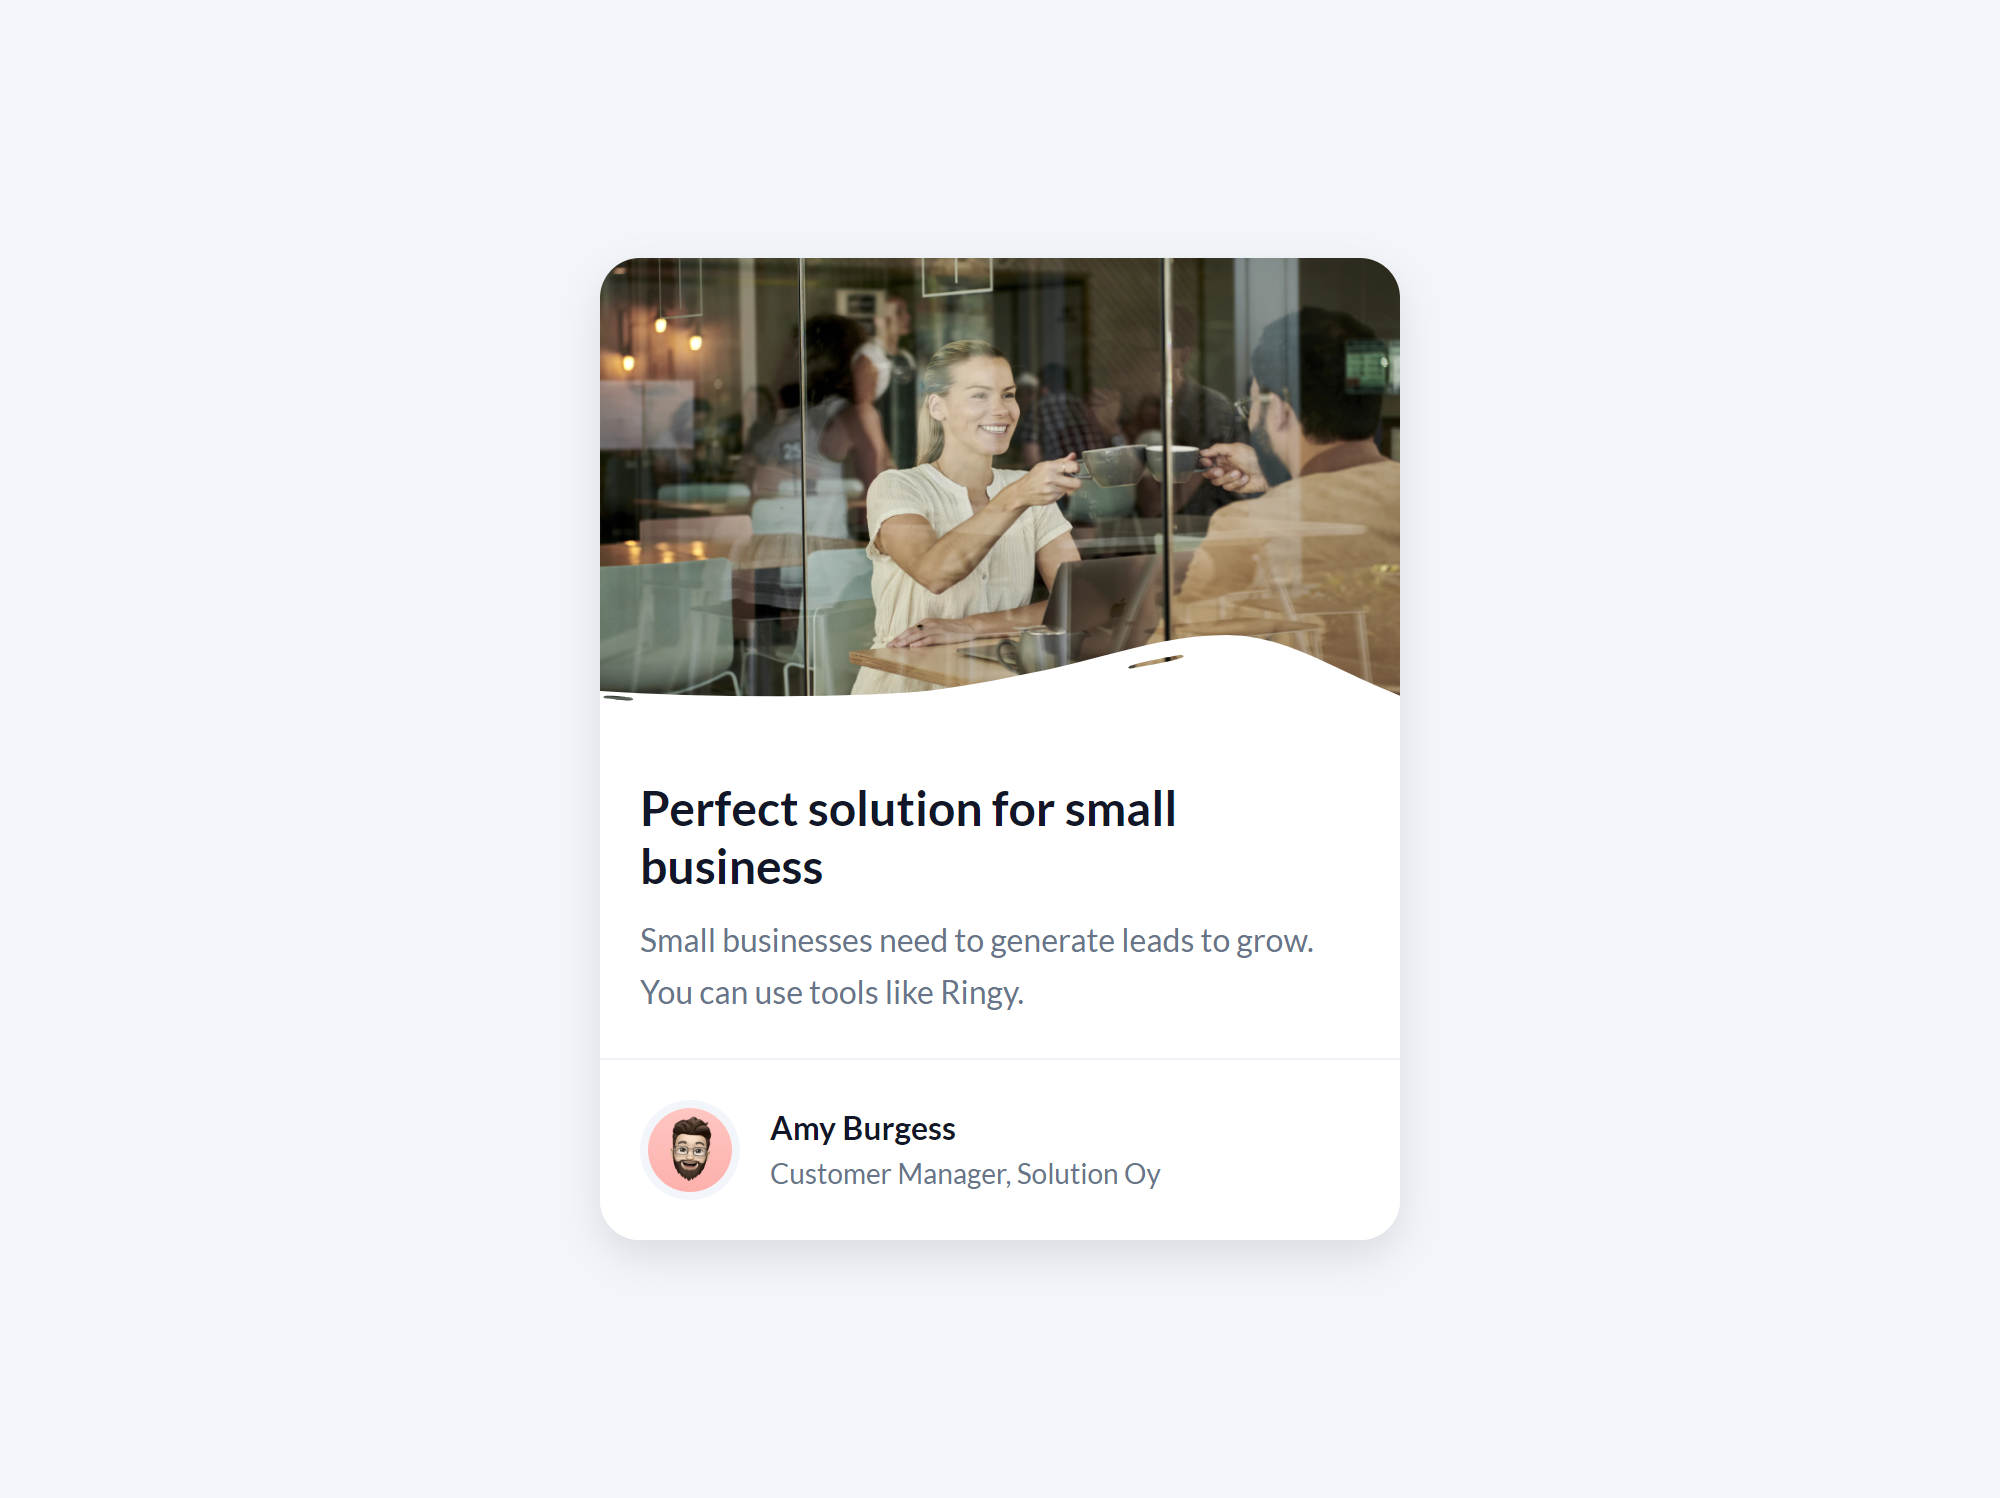 25
Perfect solution for small
business
Small businesses need to generate leads to grow.
You can use tools like Ringy.
Amy Burgess
Customer Manager, Solution Oy